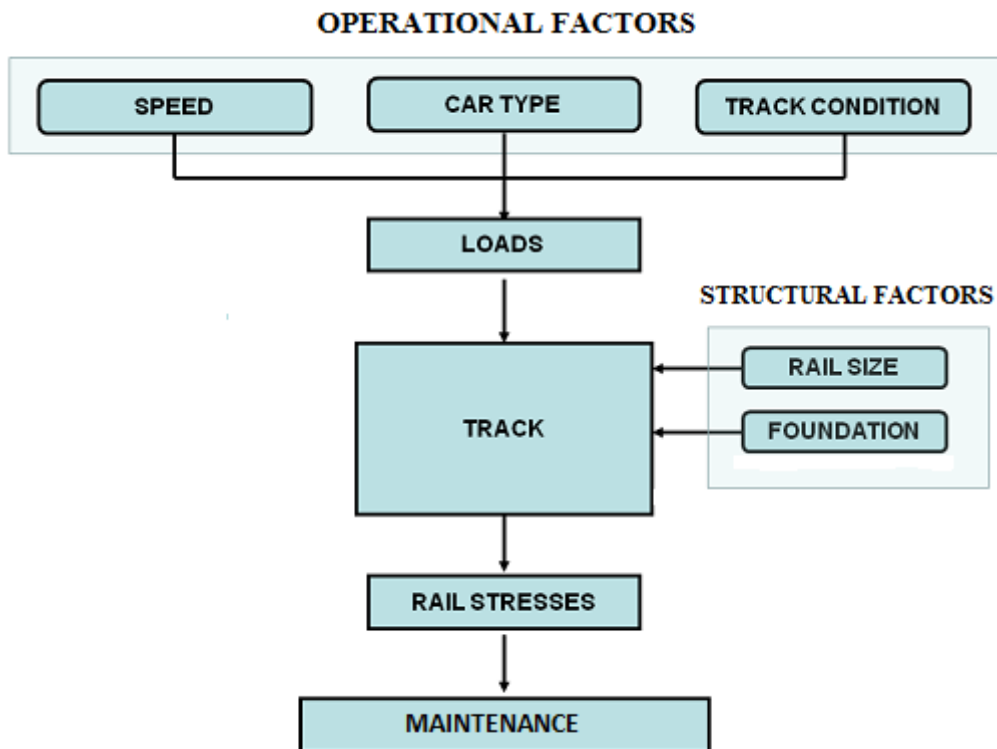 OPERATIONAL FACTORS
SPEED
CAR TYPE
TRACK CONDITION
LOADS
STRUCTURAL FACTORS
RAIL SIZE
TRACK
FOUNDATION
RAIL STRESSES
MAINTENANCE